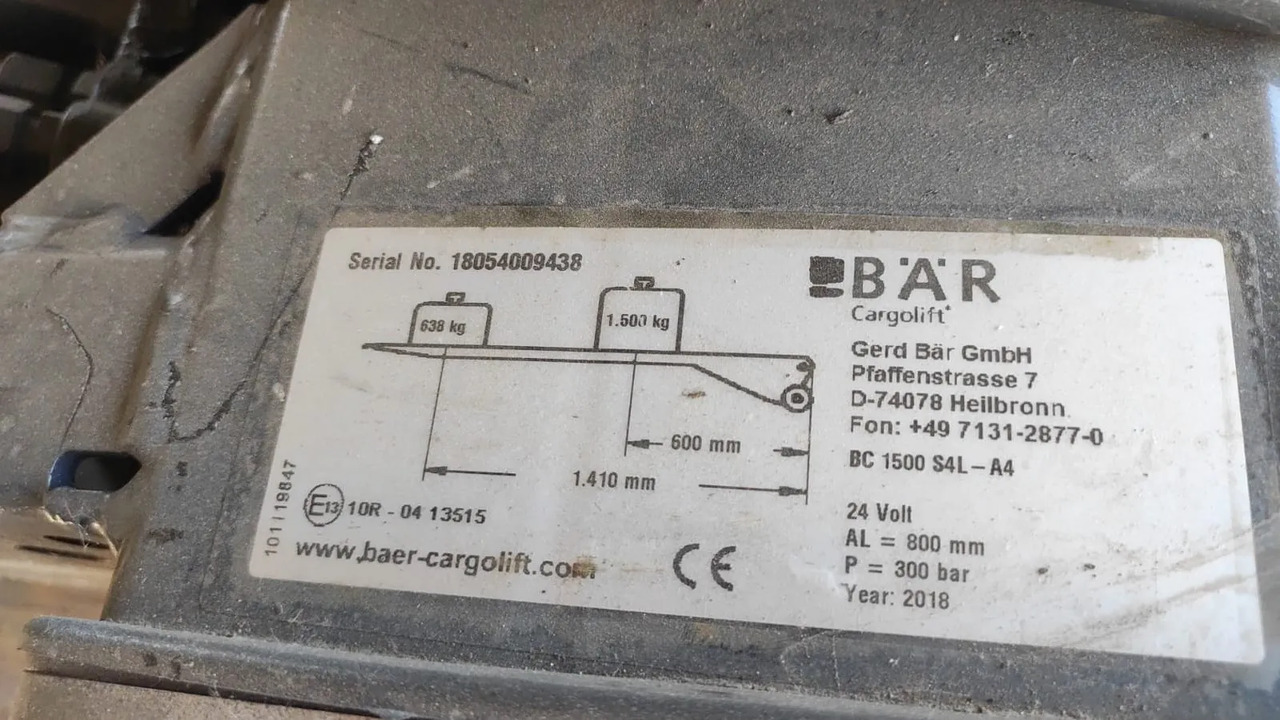 Serial No. 18054009438
638 kg
1.500 kg
600 mm
1.410 mm
101/19847
E13 10R - 04 13515
www.baer-cargolift.com
CE
BÄR
Cargolift
Gerd Bär GmbH
Pfaffenstrasse 7
D-74078 Heilbronn
Fon: +49 7131-2877-0
BC 1500 S4L-A4
24 Volt
AL = 800 mm
P = 300 bar
Year: 2018